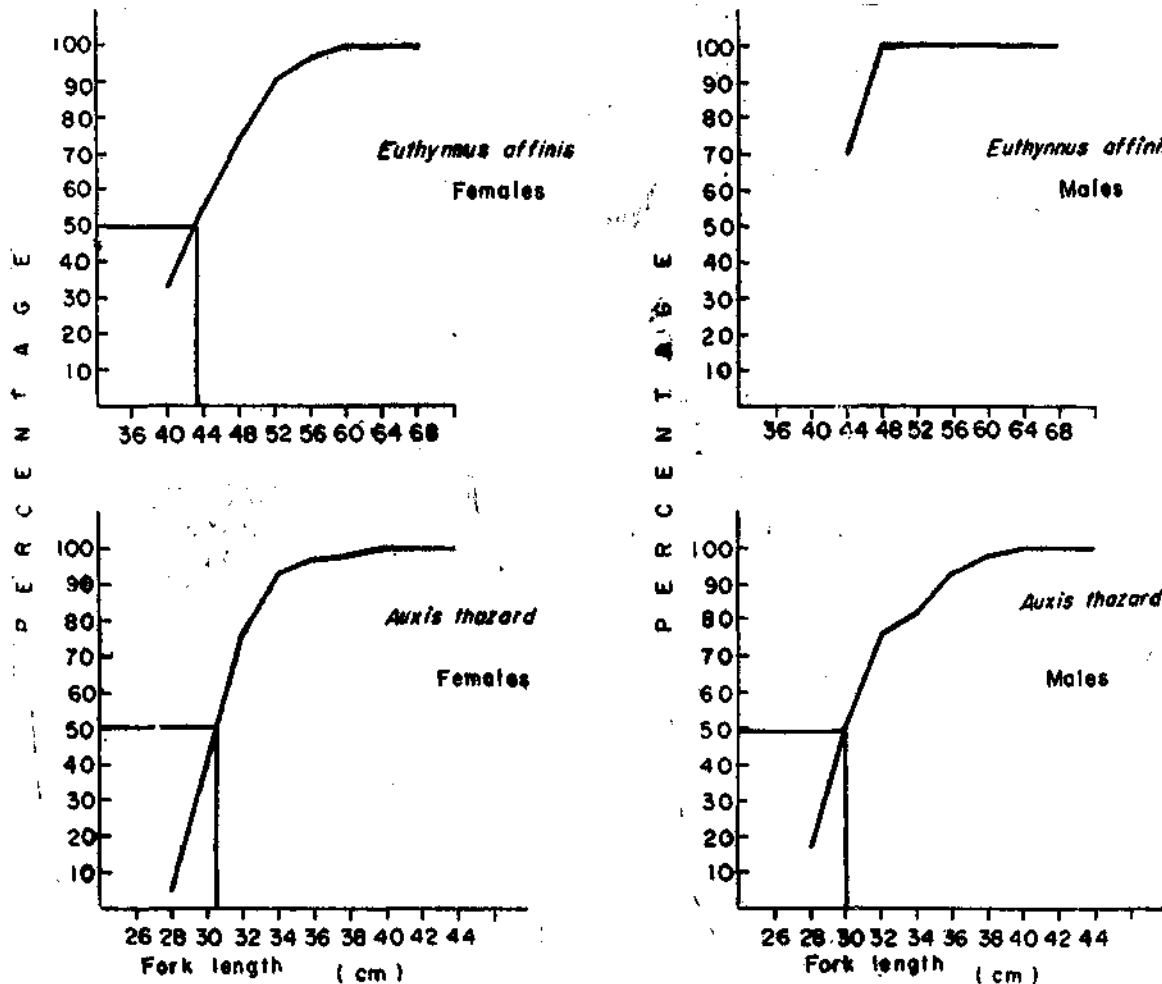 PERCENTAGE
100
90
80
70
60
50
40
30
20
10
Euthynnus affinis
Females
36 40 44 48 52 56 60 64 68
PERCENTAGE
100
90
80
70
60
50
40
30
20
10
Euthynnus affini
Males
36 40 44 48 52 56 60 64 68
100
90
80
70
60
50
40
30
20
10
Auxis thazard
Females
26 28 30 32 34 36 38 40 42 44
Fork length (cm)
100
90
80
70
60
50
40
30
20
10
Auxis thazard
Males
26 28 30 32 34 36 38 40 42 44
Fork length (cm)